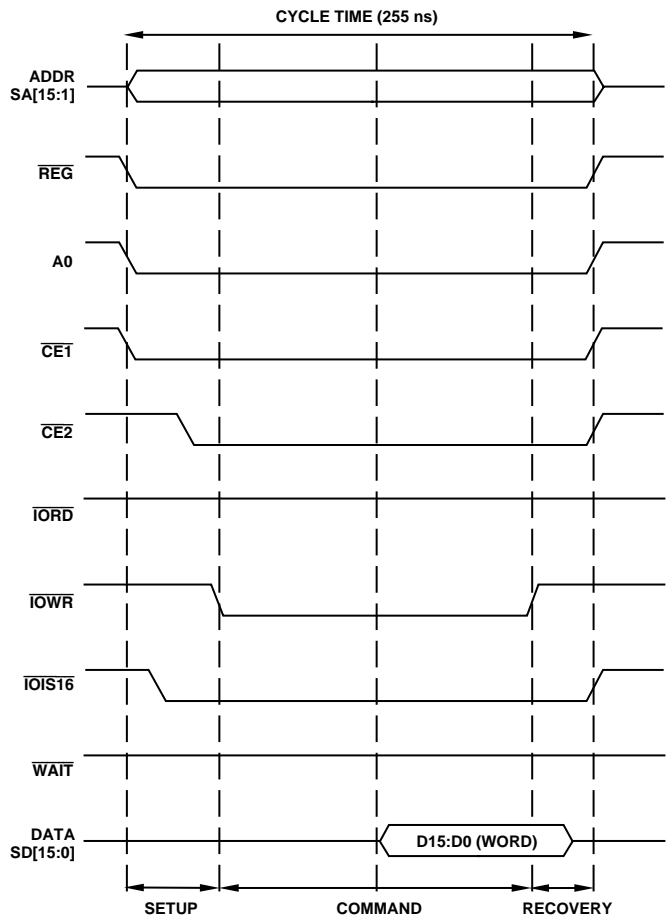 CYCLE TIME (255 ns)
ADDR
SA[15:1]
REG
A0
CE1
CE2
IORD
IOWR
IOIS16
WAIT
DATA
SD[15:0]
D15:D0 (WORD)
SETUP
COMMAND
RECOVERY